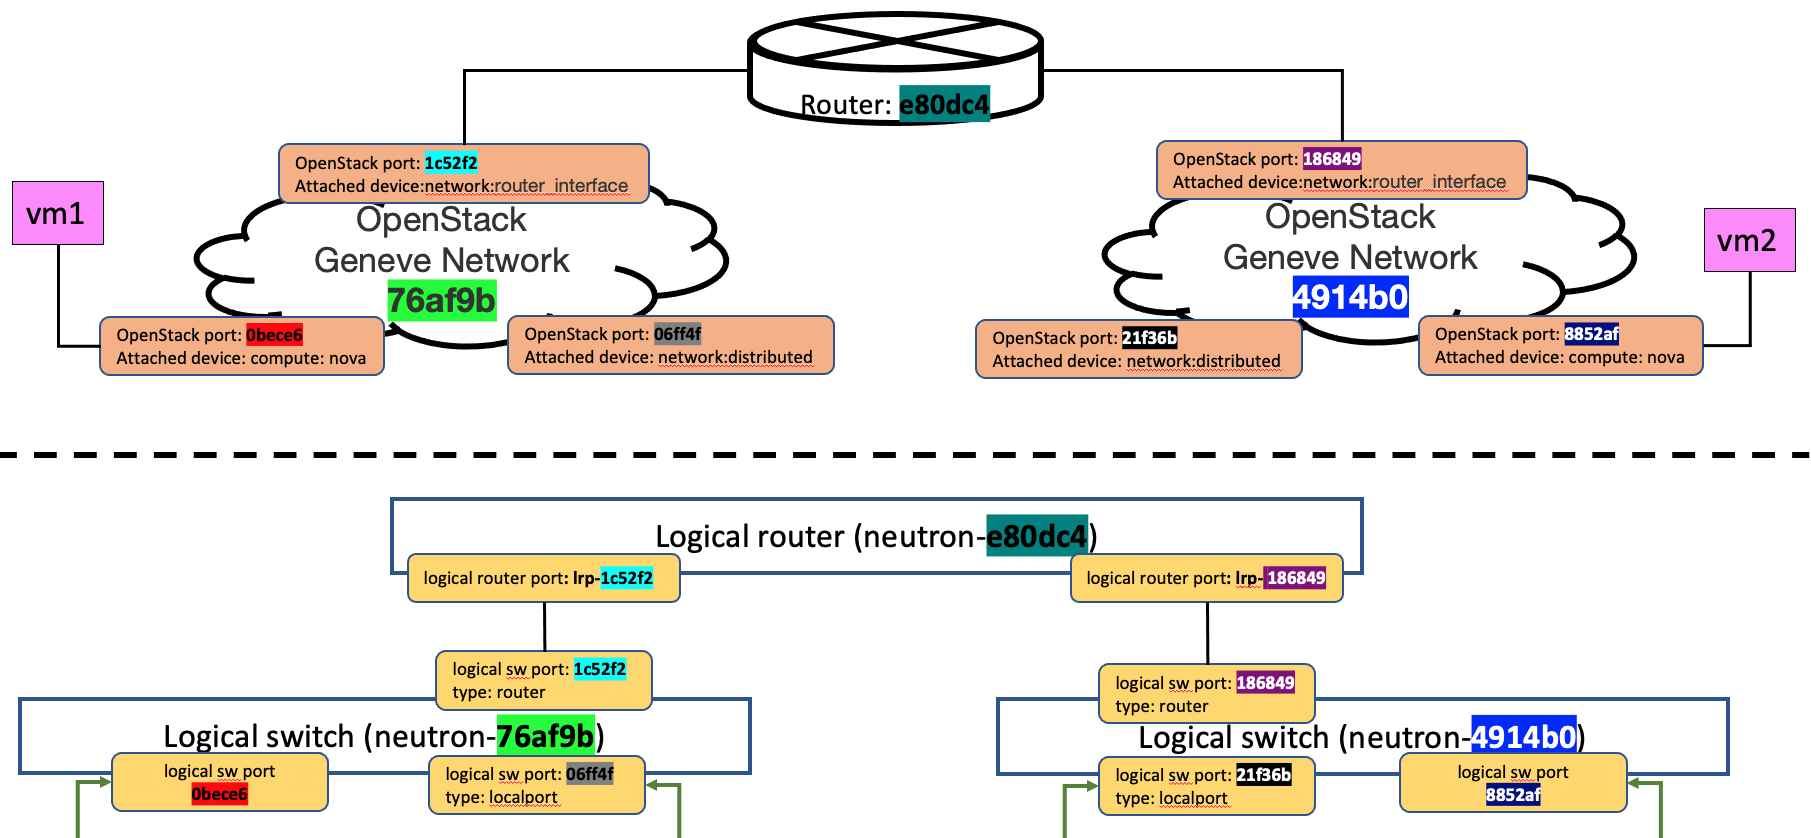 Router: e80dc4
OpenStack port: 1c52f2
Attached device:network:router_interface
OpenStack port: 186849
Attached device:network:router_interface
vm1
OpenStack
Geneve Network
76af9b
OpenStack
Geneve Network
4914b0
vm2
OpenStack port: 0bece6
Attached device: compute: nova
OpenStack port: 06ff4f
Attached device: network:distributed
OpenStack port: 21f36b
Attached device: network:distributed
OpenStack port: 8852af
Attached device: compute: nova
Logical router (neutron-e80dc4)
logical router port: lrp-1c52f2
logical router port: lrp-186849
logical sw port: 1c52f2
type: router
logical sw port: 186849
type: router
Logical switch (neutron-76af9b)
Logical switch (neutron-4914b0)
logical sw port
0bece6
logical sw port: 06ff4f
type: localport
logical sw port: 21f36b
type: localport
logical sw port
8852af